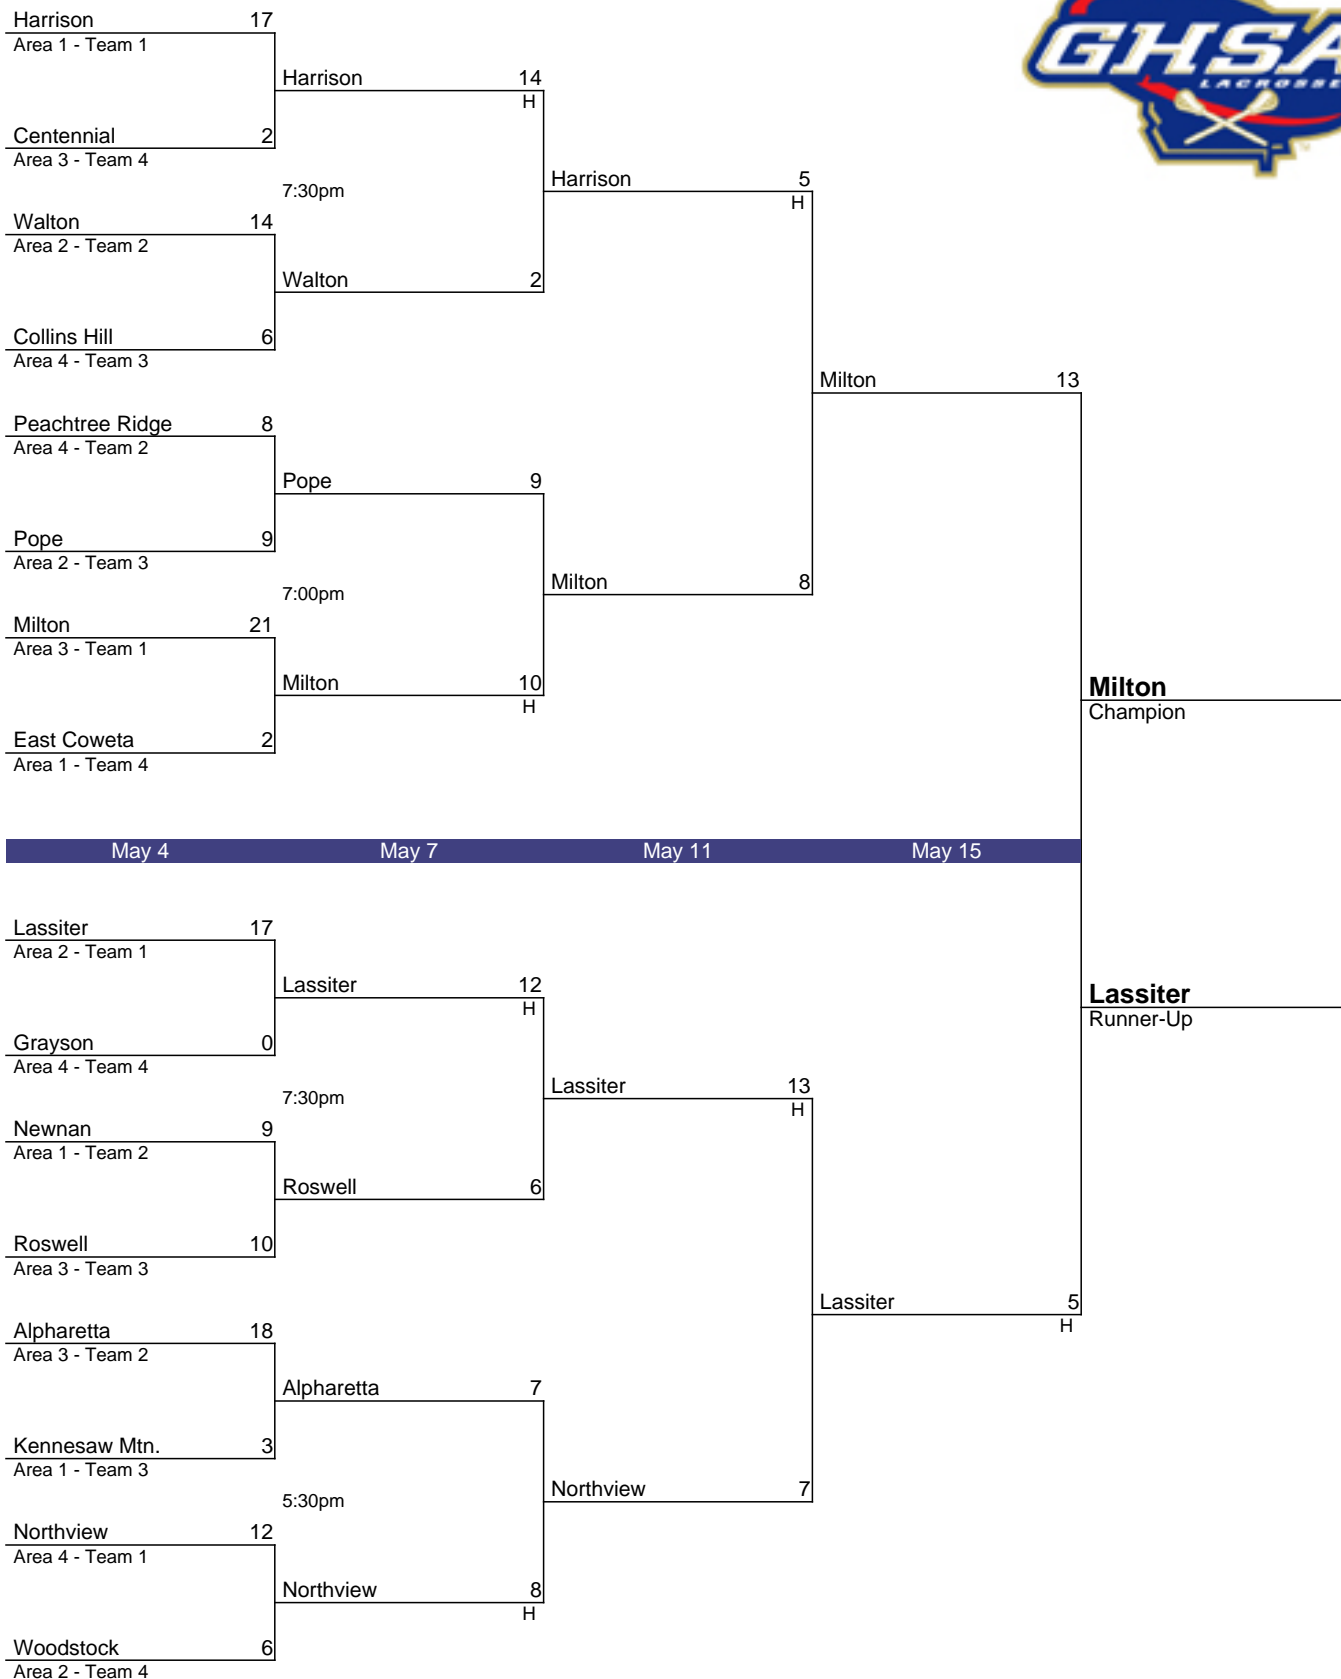 GHSA
LACROSSE
Harrison 17
Area 1 - Team 1
Harrison 14
H
Centennial 2
Area 3 - Team 4
Harrison 5
H
7:30pm
Walton 14
Area 2 - Team 2
Walton 2
Collins Hill 6
Area 4 - Team 3
Milton 13
Peachtree Ridge 8
Area 4 - Team 2
Pope 9
Pope 9
Area 2 - Team 3
Milton 8
7:00pm
Milton 21
Area 3 - Team 1
Milton 10
H
Milton
Champion
East Coweta 2
Area 1 - Team 4
May 4 May 7 May 11 May 15
Lassiter 17
Area 2 - Team 1
Lassiter 12
H
Lassiter
Runner-Up
Grayson 0
Area 4 - Team 4
Lassiter 13
H
7:30pm
Newnan 9
Area 1 - Team 2
Roswell 6
Roswell 10
Area 3 - Team 3
Lassiter 5
H
Alpharetta 18
Area 3 - Team 2
Alpharetta 7
Kennesaw Mtn. 3
Area 1 - Team 3
Northview 7
5:30pm
Northview 12
Area 4 - Team 1
Northview 8
H
Woodstock 6
Area 2 - Team 4